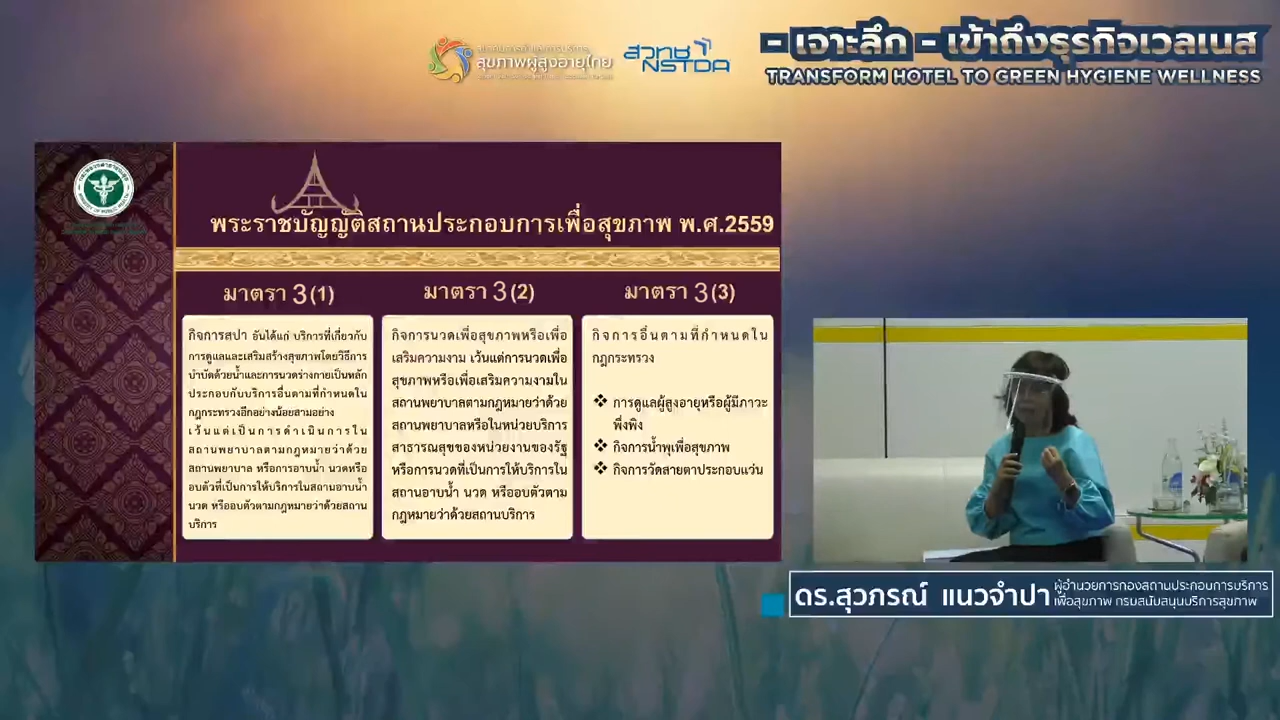 สุขภาพผู้สูงอายุไทย
สวทช
NSTDA
- เจาะลึก - เข้าถึงธุรกิจเวลเนส
TRANSFORM HOTEL TO GREEN HYGIENE WELLNESS
พระราชบัญญัติสถานประกอบการเพื่อสุขภาพ พ.ศ.2559
มาตรา 3(1)
กิจการสปา อันได้แก่ บริการที่เกี่ยวกับ
การดูแลและเสริมสร้างสุขภาพโดยวิธีการ
บำบัดด้วยน้ำและการนวดร่างกายเป็นหลัก
ประกอบกับบริการอื่นตามที่กำหนดใน
กฎกระทรวงอีกอย่างน้อยสามอย่าง
เว้นแต่เป็นการดำเนินการใน
สถานพยาบาลตามกฎหมายว่าด้วย
สถานพยาบาล หรือการอาบน้ำ นวดหรือ
อบตัวที่เป็นการให้บริการในสถานอาบน้ำ
นวด หรืออบตัวตามกฎหมายว่าด้วยสถาน
บริการ
มาตรา 3(2)
กิจการนวดเพื่อสุขภาพหรือเพื่อ
เสริมความงาม เว้นแต่การนวดเพื่อ
สุขภาพหรือเพื่อเสริมความงามใน
สถานพยาบาลตามกฎหมายว่าด้วย
สถานพยาบาลหรือในหน่วยบริการ
สาธารณสุขของหน่วยงานของรัฐ
หรือการนวดที่เป็นการให้บริการใน
สถานอาบน้ำ นวด หรืออบตัวตาม
กฎหมายว่าด้วยสถานบริการ
มาตรา 3(3)
กิจการอื่นตามที่กำหนดใน
กฎกระทรวง
❖ การดูแลผู้สูงอายุหรือผู้มีภาวะ
พึ่งพิง
❖ กิจการน้ำพุเพื่อสุขภาพ
❖ กิจการวัดสายตาประกอบแว่น
ดร.สุวภรณ์ แนวจำปา
ผู้อำนวยการกองสถานประกอบการบริการ
เพื่อสุขภาพ กรมสนับสนุนบริการสุขภาพ